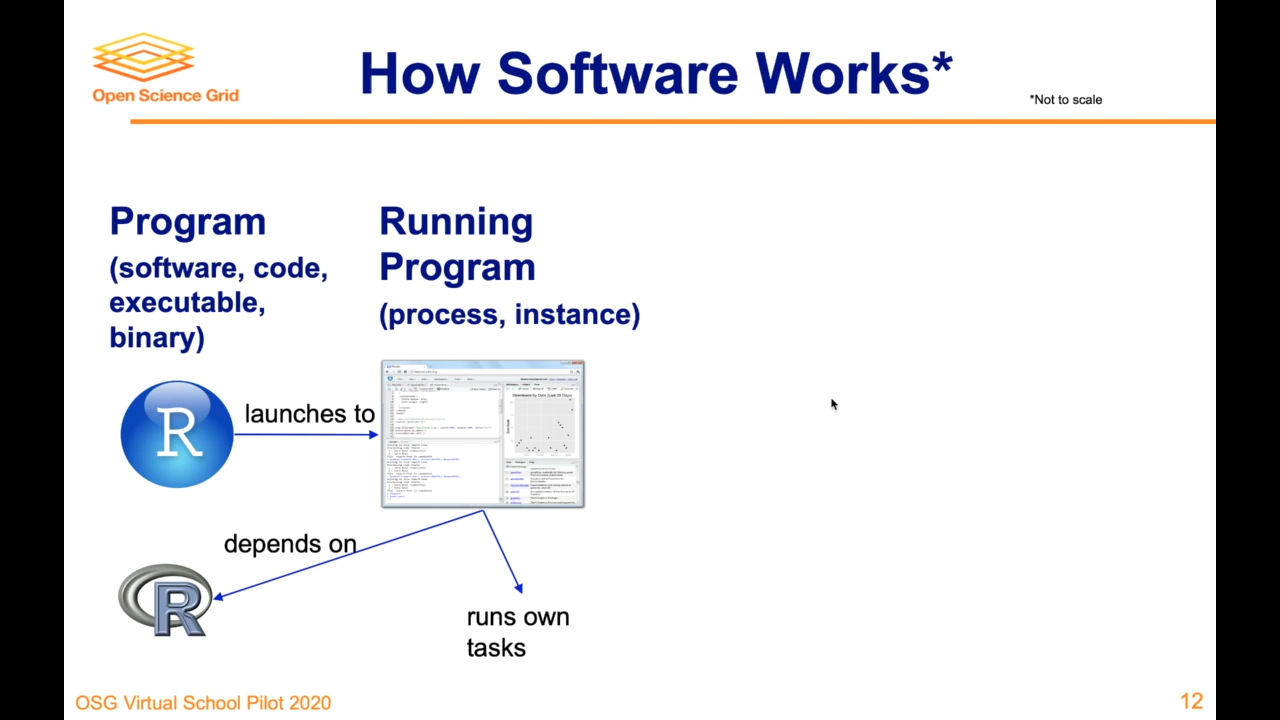 Open Science Grid
How Software Works*
*Not to scale
Program
(software, code,
executable,
binary)
Running
Program
(process, instance)
R
launches to
depends on
R
runs own
tasks
OSG Virtual School Pilot 2020
12